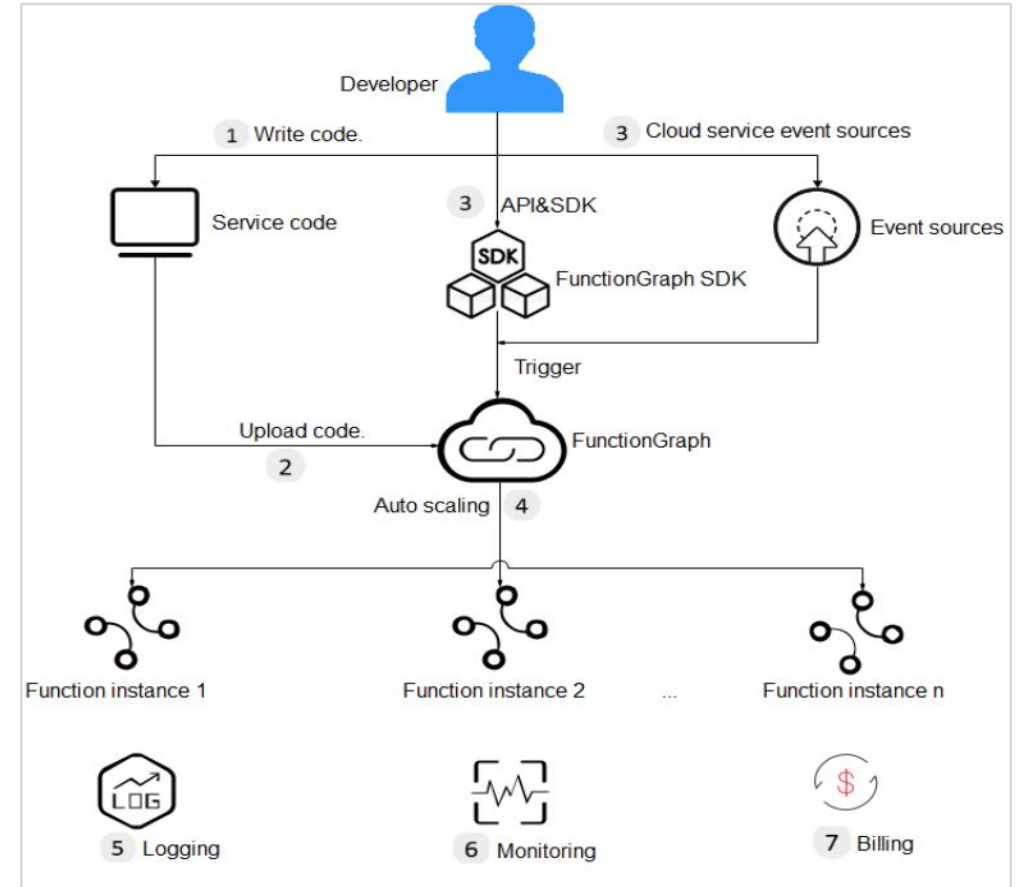 Developer
1 Write code.
3 Cloud service event sources
Service code
3 API&SDK
SDK
FunctionGraph SDK
Event sources
Trigger
Upload code.
2
FunctionGraph
Auto scaling 4
Function instance 1
Function instance 2
...
Function instance n
LOG
$
5 Logging
6 Monitoring
7 Billing